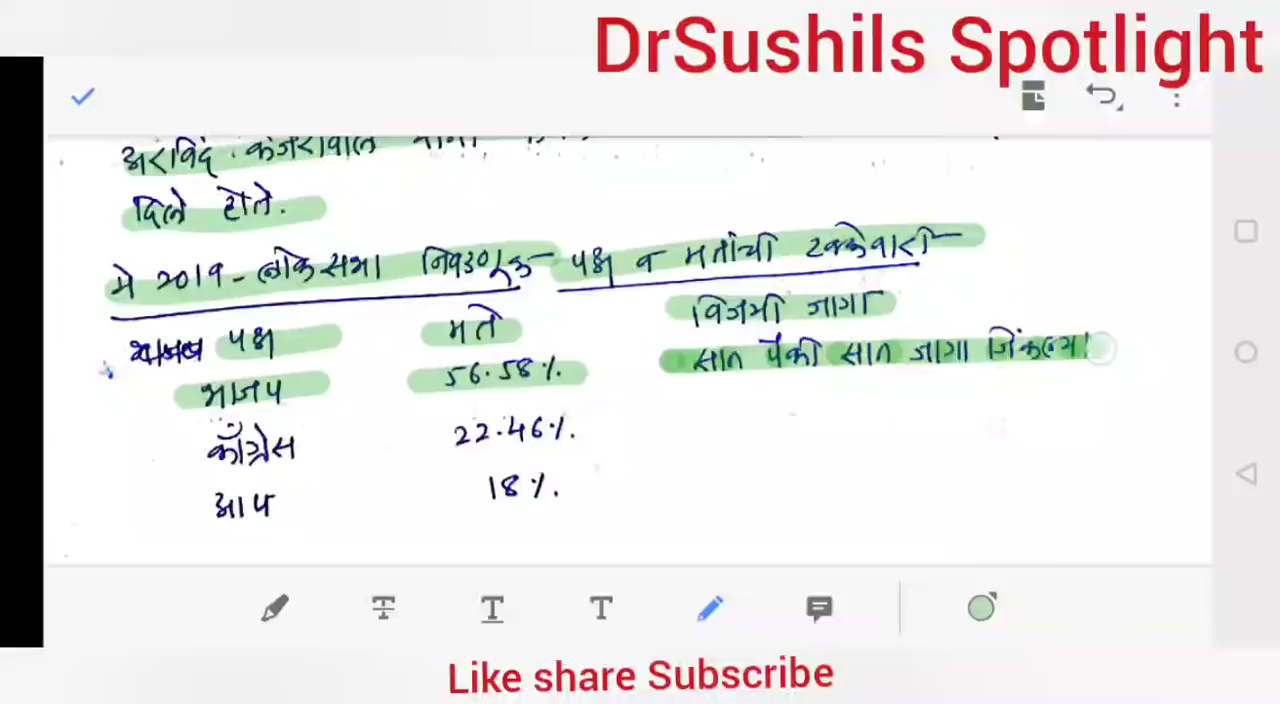 DrSushils Spotlight
अरविंद केजरीवाल यांना
दिले होते.
मे 2019 - लोकसभा निवडणूक - पक्ष व मतांची टक्केवारी -
पक्ष मते विजयी जागा
भाजप 56.58%. सात पैकी सात जागा जिंकल्या
काँग्रेस 22.46%.
आप 18%.
Like share Subscribe